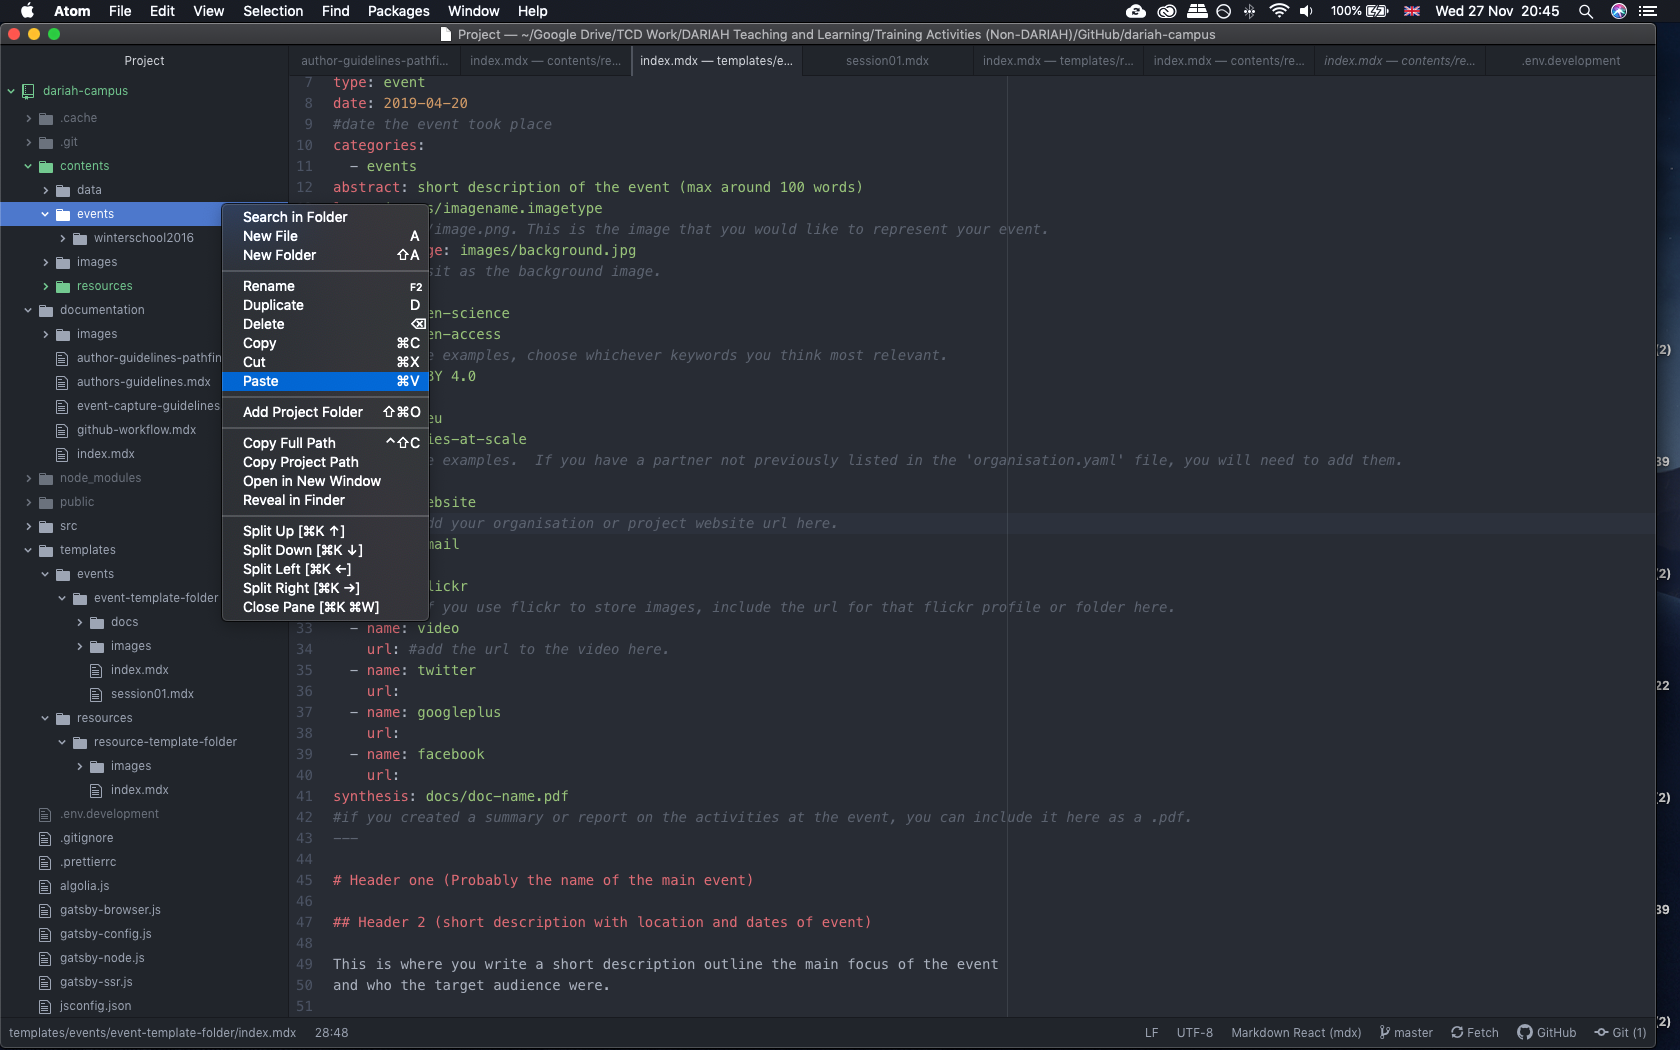 Atom File Edit View Selection Find Packages Window Help 100% Wed 27 Nov 20:45
Project — ~/Google Drive/TCD Work/DARIAH Teaching and Learning/Training Activities (Non-DARIAH)/GitHub/dariah-campus
Project
author-guidelines-pathfi... index.mdx — contents/re... index.mdx — templates/e... session01.mdx index.mdx — templates/r... index.mdx — contents/re... index.mdx — contents/re... .env.development
dariah-campus
.cache
.git
contents
data
events
winterschool2016
images
resources
documentation
images
author-guidelines-pathfin
authors-guidelines.mdx
event-capture-guidelines
github-workflow.mdx
index.mdx
node_modules
public
src
templates
events
event-template-folder
docs
images
index.mdx
session01.mdx
resources
resource-template-folder
images
index.mdx
.env.development
.gitignore
.prettierrc
algolia.js
gatsby-browser.js
gatsby-config.js
gatsby-node.js
gatsby-ssr.js
jsconfig.json
Search in Folder
New File A
New Folder ⇧A
Rename F2
Duplicate D
Delete ⌫
Copy ⌘C
Cut ⌘X
Paste ⌘V
Add Project Folder ⇧⌘O
Copy Full Path ^⇧C
Copy Project Path
Open in New Window
Reveal in Finder
Split Up [⌘K ↑]
Split Down [⌘K ↓]
Split Left [⌘K ←]
Split Right [⌘K →]
Close Pane [⌘K ⌘W]
7 type: event
8 date: 2019-04-20
9 #date the event took place
10 categories:
11 - events
12 abstract: short description of the event (max around 100 words)
s/imagename.imagetype
/image.png. This is the image that you would like to represent your event.
ge: images/background.jpg
sit as the background image.
en-science
en-access
e examples, choose whichever keywords you think most relevant.
BY 4.0
eu
ies-at-scale
e examples. If you have a partner not previously listed in the 'organisation.yaml' file, you will need to add them.
ebsite
dd your organisation or project website url here.
mail
lickr
f you use flickr to store images, include the url for that flickr profile or folder here.
33 - name: video
34 url: #add the url to the video here.
35 - name: twitter
36 url:
37 - name: googleplus
38 url:
39 - name: facebook
40 url:
41 synthesis: docs/doc-name.pdf
42 #if you created a summary or report on the activities at the event, you can include it here as a .pdf.
43 ---
44
45 # Header one (Probably the name of the main event)
46
47 ## Header 2 (short description with location and dates of event)
48
49 This is where you write a short description outline the main focus of the event
50 and who the target audience were.
51
templates/events/event-template-folder/index.mdx 28:48 LF UTF-8 Markdown React (mdx) master Fetch GitHub Git (1)
(2)
39
(2)
22
(2)
39
(2)